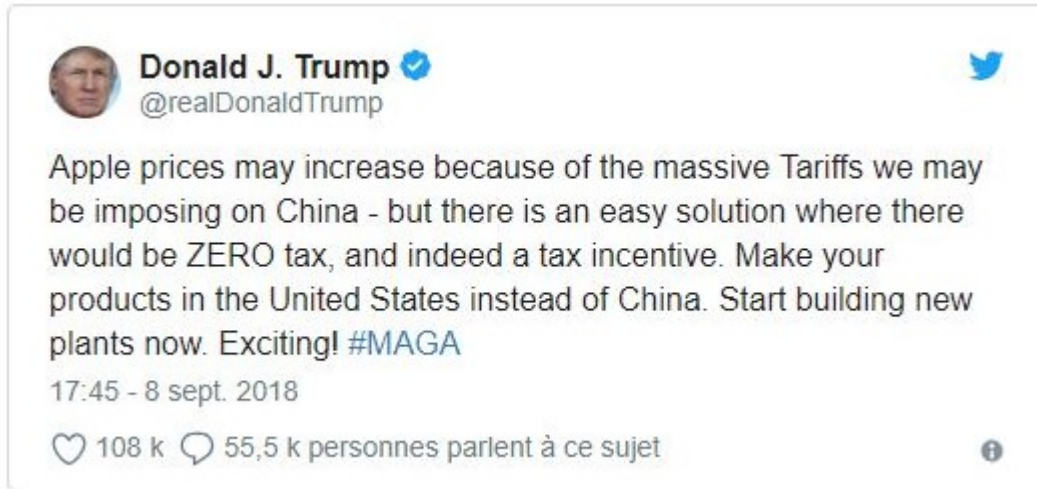 Donald J. Trump
@realDonaldTrump
Apple prices may increase because of the massive Tariffs we may
be imposing on China - but there is an easy solution where there
would be ZERO tax, and indeed a tax incentive. Make your
products in the United States instead of China. Start building new
plants now. Exciting! #MAGA
17:45 - 8 sept. 2018
108 k 55,5 k personnes parlent à ce sujet